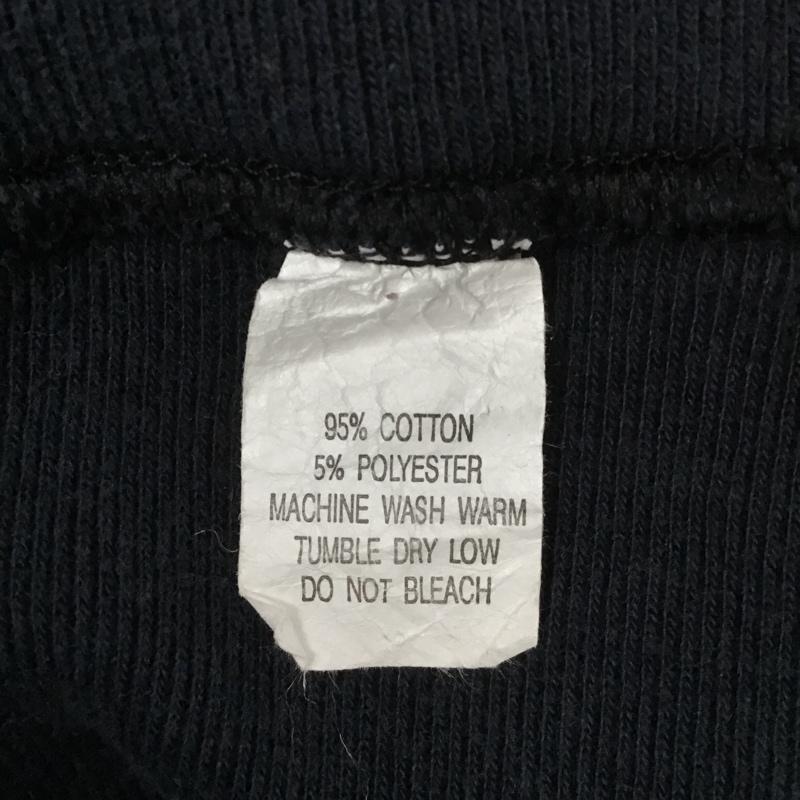 95% COTTON
5% POLYESTER
MACHINE WASH WARM
TUMBLE DRY LOW
DO NOT BLEACH